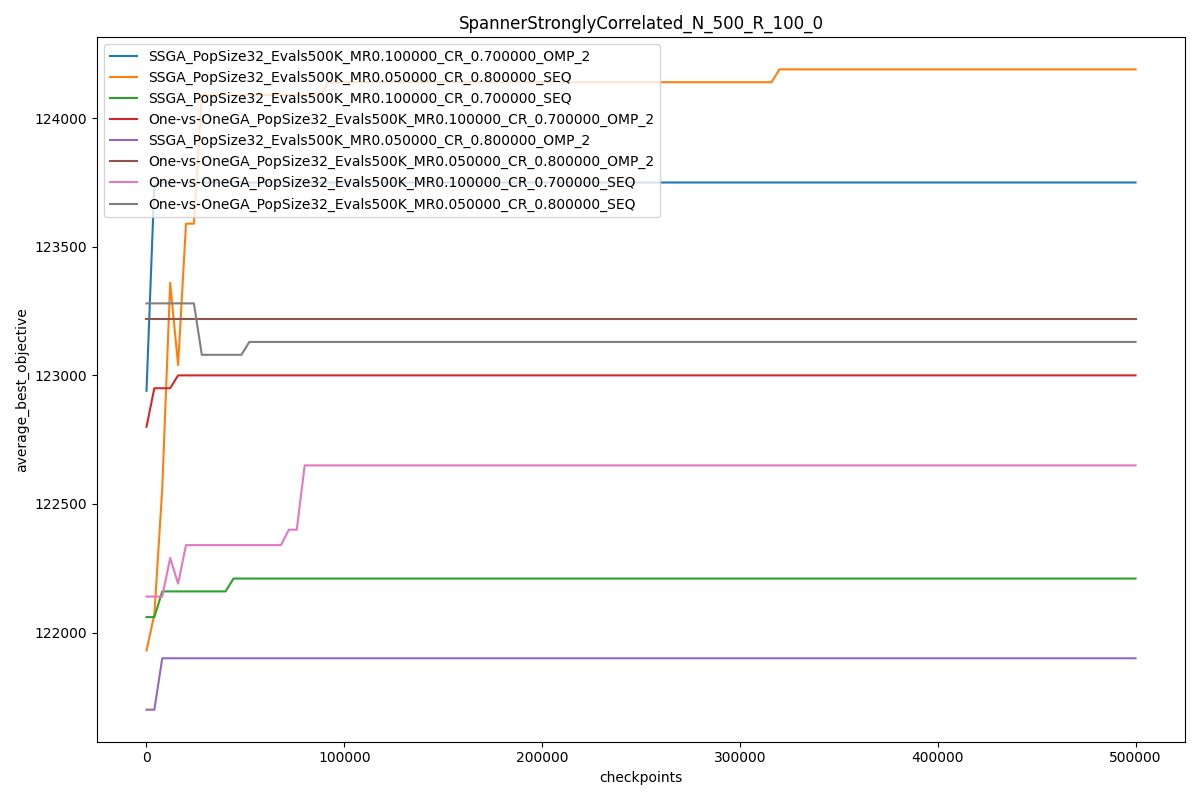 SpannerStronglyCorrelated_N_500_R_100_0
SSGA_PopSize32_Evals500K_MR0.100000_CR_0.700000_OMP_2
SSGA_PopSize32_Evals500K_MR0.050000_CR_0.800000_SEQ
SSGA_PopSize32_Evals500K_MR0.100000_CR_0.700000_SEQ
One-vs-OneGA_PopSize32_Evals500K_MR0.100000_CR_0.700000_OMP_2
SSGA_PopSize32_Evals500K_MR0.050000_CR_0.800000_OMP_2
One-vs-OneGA_PopSize32_Evals500K_MR0.050000_CR_0.800000_OMP_2
One-vs-OneGA_PopSize32_Evals500K_MR0.100000_CR_0.700000_SEQ
One-vs-OneGA_PopSize32_Evals500K_MR0.050000_CR_0.800000_SEQ
124000
123500
123000
122500
122000
average_best_objective
0 100000 200000 300000 400000 500000
checkpoints